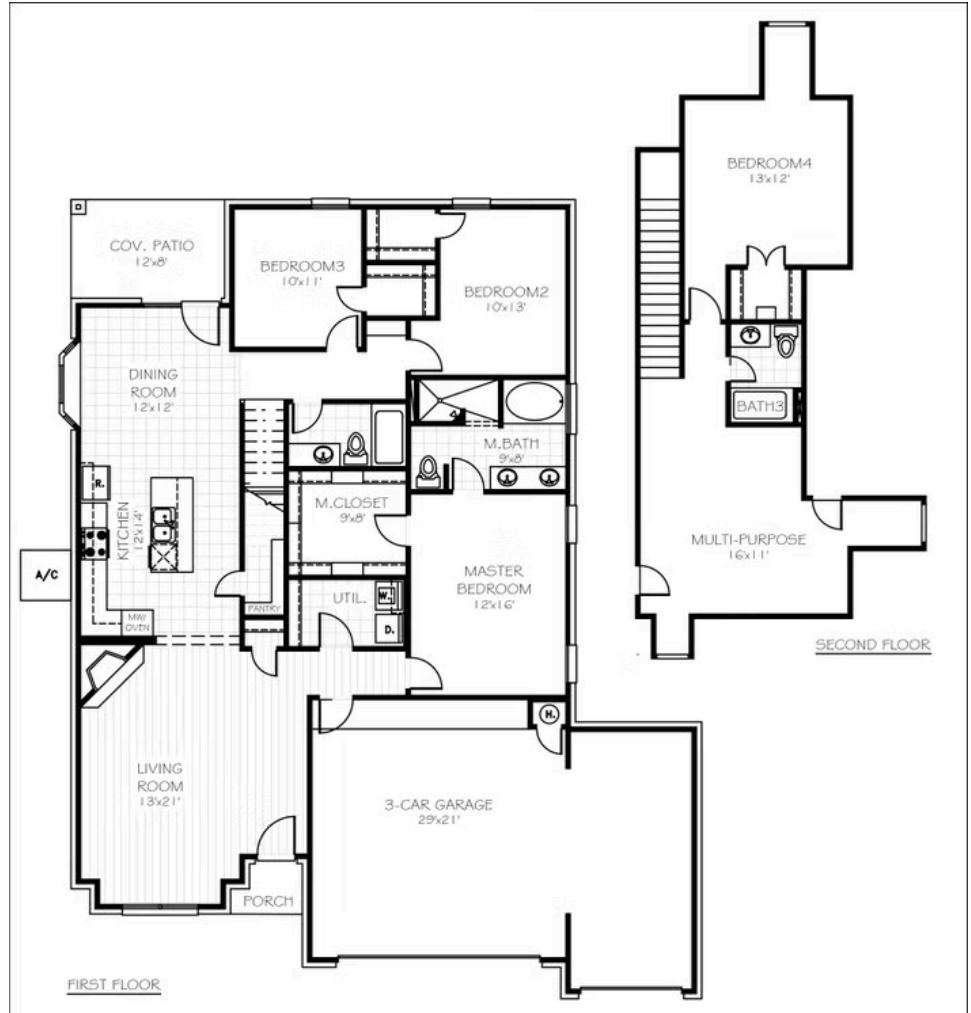 BEDROOM4
13'x12'
COV. PATIO
12'x8'
BEDROOM3
10'x11'
BEDROOM2
10'x13'
DINING
ROOM
12'x12'
BATH3
M.BATH
9'x8'
R.
M.CLOSET
9'x8'
KITCHEN
12'x14'
MULTI-PURPOSE
16'x11'
A/C
MASTER
BEDROOM
12'x16'
UTIL.
W.
PANTRY
MW/
OVEN
D.
SECOND FLOOR
H.
LIVING
ROOM
13'x21'
3-CAR GARAGE
29'x21'
PORCH
FIRST FLOOR